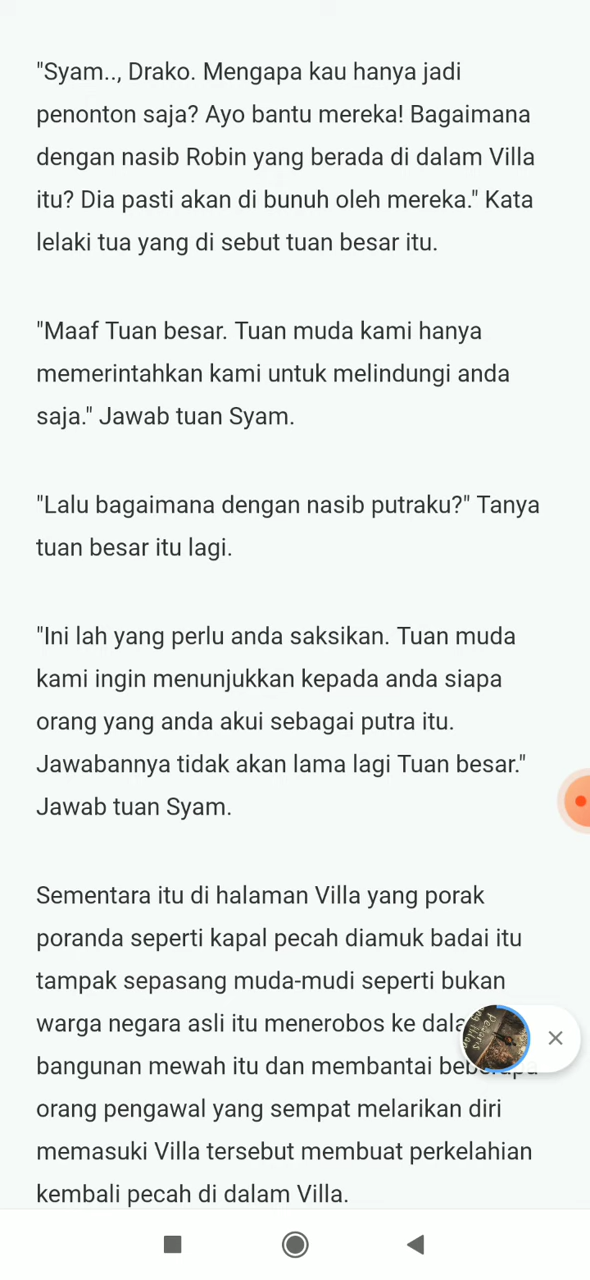 "Syam.., Drako. Mengapa kau hanya jadi
penonton saja? Ayo bantu mereka! Bagaimana
dengan nasib Robin yang berada di dalam Villa
itu? Dia pasti akan di bunuh oleh mereka." Kata
lelaki tua yang di sebut tuan besar itu.
"Maaf Tuan besar. Tuan muda kami hanya
memerintahkan kami untuk melindungi anda
saja." Jawab tuan Syam.
"Lalu bagaimana dengan nasib putraku?" Tanya
tuan besar itu lagi.
"Ini lah yang perlu anda saksikan. Tuan muda
kami ingin menunjukkan kepada anda siapa
orang yang anda akui sebagai putra itu.
Jawabannya tidak akan lama lagi Tuan besar."
Jawab tuan Syam.
Sementara itu di halaman Villa yang porak
poranda seperti kapal pecah diamuk badai itu
tampak sepasang muda-mudi seperti bukan
warga negara asli itu menerobos ke
bangunan mewah itu dan membantai
orang pengawal yang sempat melarikan diri
memasuki Villa tersebut membuat perkelahian
kembali pecah di dalam Villa.